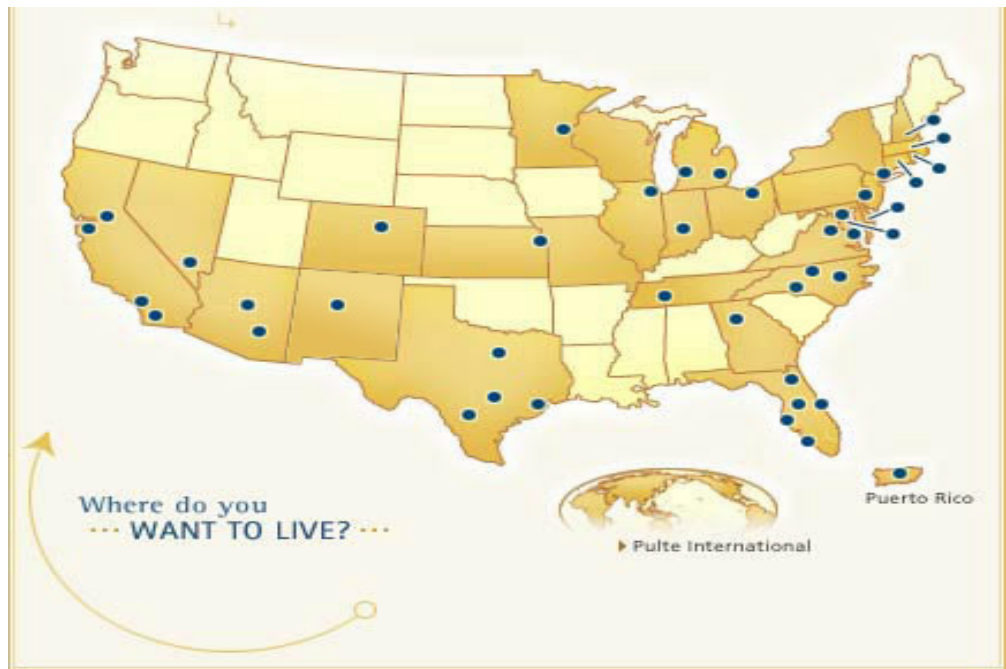 Where do you
WANT TO LIVE?
Puerto Rico
Pulte International